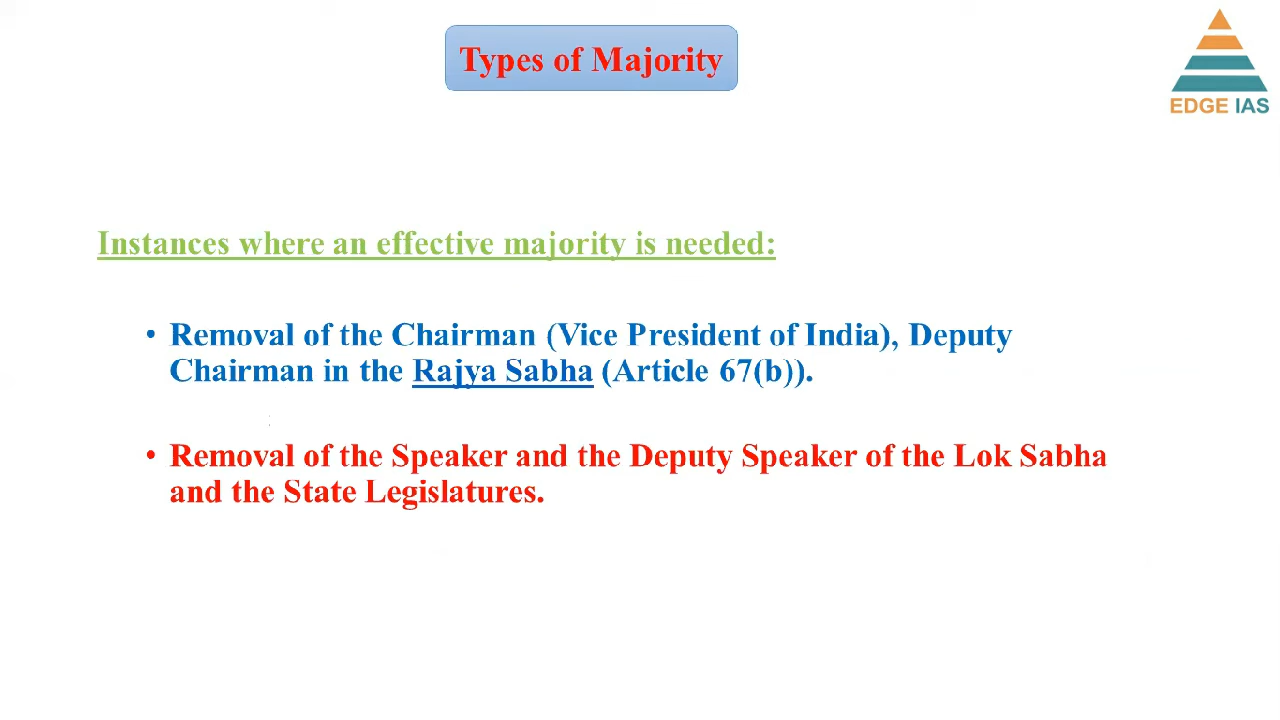 Types of Majority
EDGE IAS
Instances where an effective majority is needed:
• Removal of the Chairman (Vice President of India), Deputy
Chairman in the Rajya Sabha (Article 67(b)).
• Removal of the Speaker and the Deputy Speaker of the Lok Sabha
and the State Legislatures.